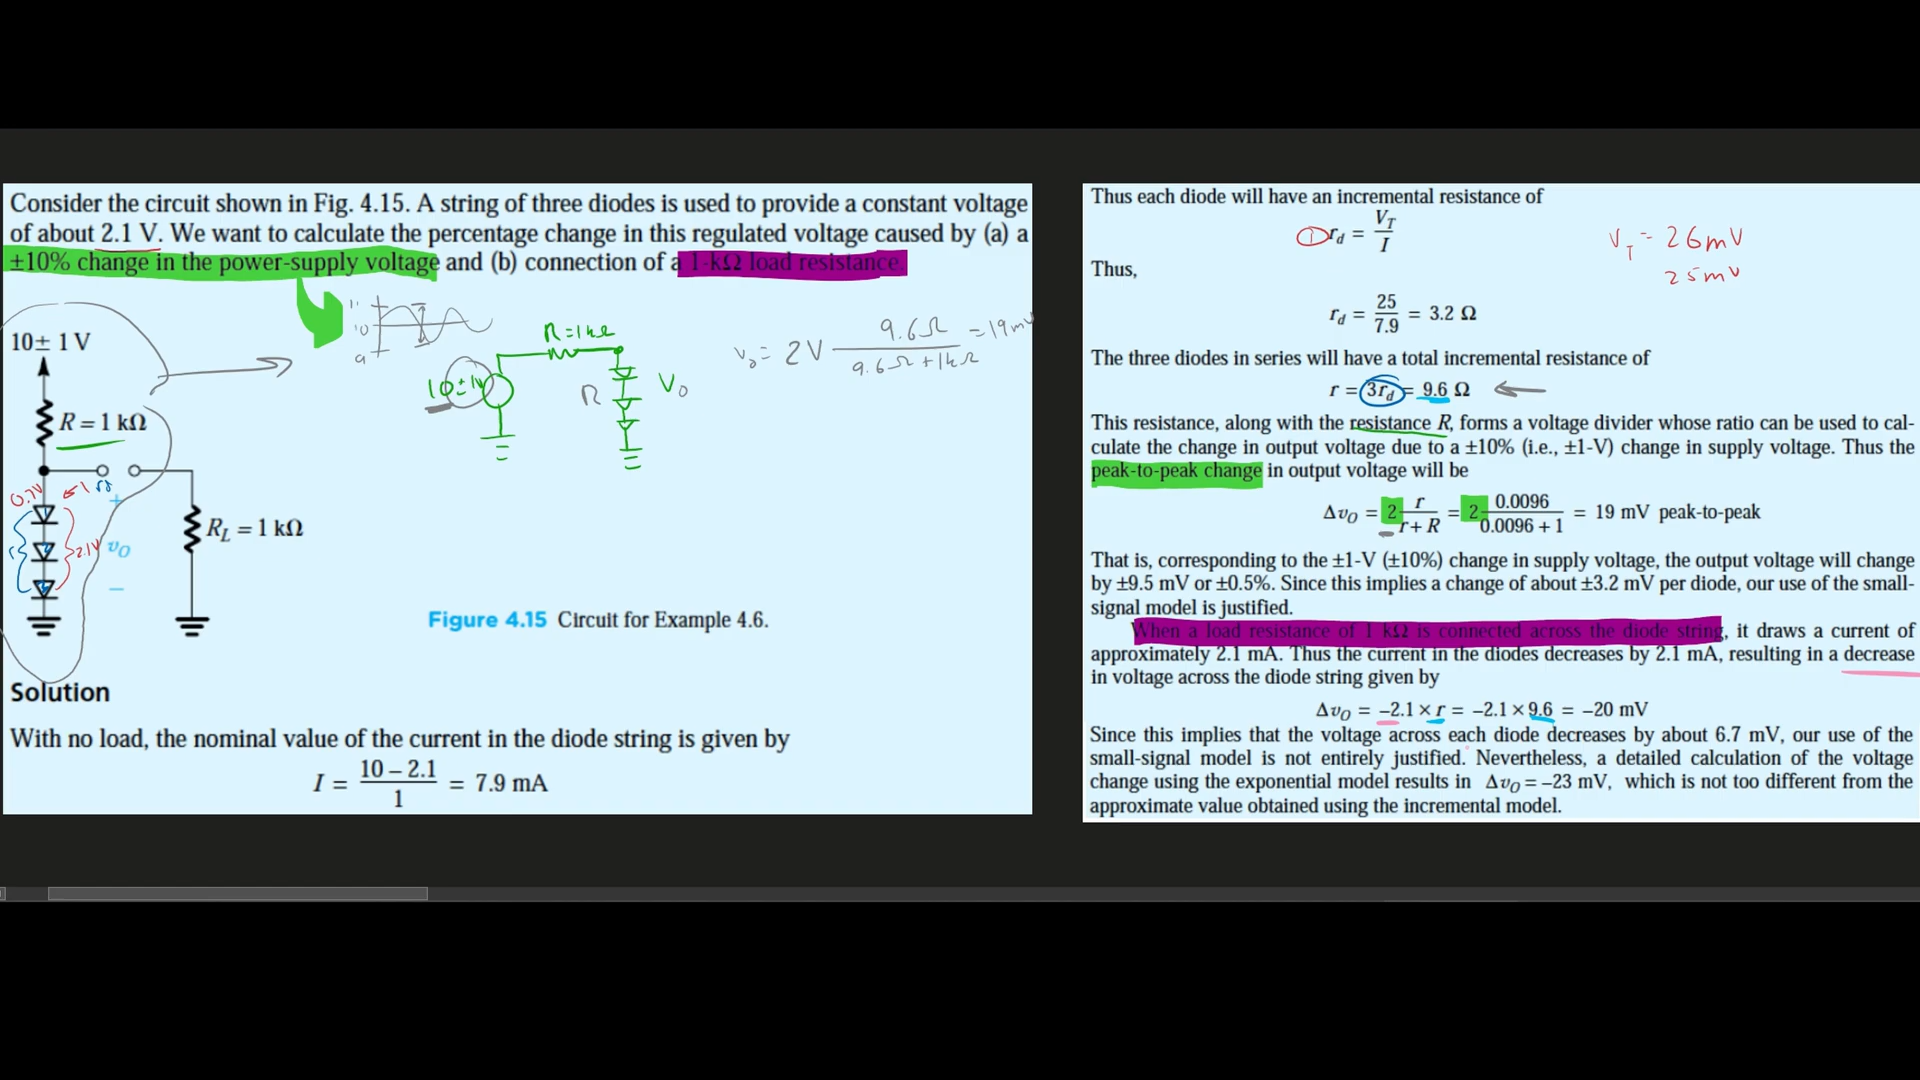 Consider the circuit shown in Fig. 4.15. A string of three diodes is used to provide a constant voltage
of about 2.1 V. We want to calculate the percentage change in this regulated voltage caused by (a) a
±10% change in the power-supply voltage and (b) connection of a 1-kΩ load resistance.
11
10
9
10± 1 V
R = 1 kΩ
R=1kΩ
10±1V
R
Vo
vo = 2V 9.6Ω / 9.6Ω+1kΩ = 19mV
0.7V
+
2.1V
vO
−
RL = 1 kΩ
Figure 4.15 Circuit for Example 4.6.
Solution
With no load, the nominal value of the current in the diode string is given by
I = 10 – 2.1 / 1 = 7.9 mA
Thus each diode will have an incremental resistance of
① rd = VT / I
VT = 26mV
25mV
Thus,
rd = 25 / 7.9 = 3.2 Ω
The three diodes in series will have a total incremental resistance of
r = 3rd = 9.6 Ω
This resistance, along with the resistance R, forms a voltage divider whose ratio can be used to cal-
culate the change in output voltage due to a ±10% (i.e., ±1-V) change in supply voltage. Thus the
peak-to-peak change in output voltage will be
ΔvO = 2 r / r + R = 2 0.0096 / 0.0096 + 1 = 19 mV peak-to-peak
That is, corresponding to the ±1-V (±10%) change in supply voltage, the output voltage will change
by ±9.5 mV or ±0.5%. Since this implies a change of about ±3.2 mV per diode, our use of the small-
signal model is justified.
When a load resistance of 1 kΩ is connected across the diode string, it draws a current of
approximately 2.1 mA. Thus the current in the diodes decreases by 2.1 mA, resulting in a decrease
in voltage across the diode string given by
ΔvO = –2.1 × r = –2.1 × 9.6 = –20 mV
Since this implies that the voltage across each diode decreases by about 6.7 mV, our use of the
small-signal model is not entirely justified. Nevertheless, a detailed calculation of the voltage
change using the exponential model results in ΔvO = –23 mV, which is not too different from the
approximate value obtained using the incremental model.